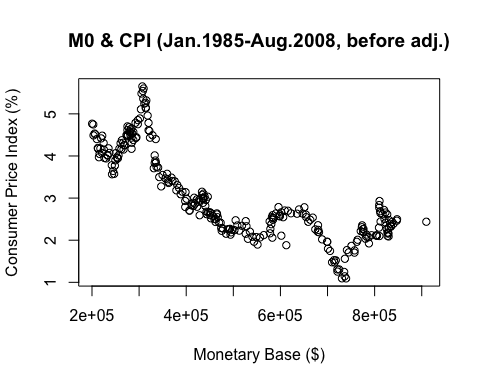 M0 & CPI (Jan.1985-Aug.2008, before adj.)
Consumer Price Index (%)
5
4
3
2
1
2e+05 4e+05 6e+05 8e+05
Monetary Base ($)